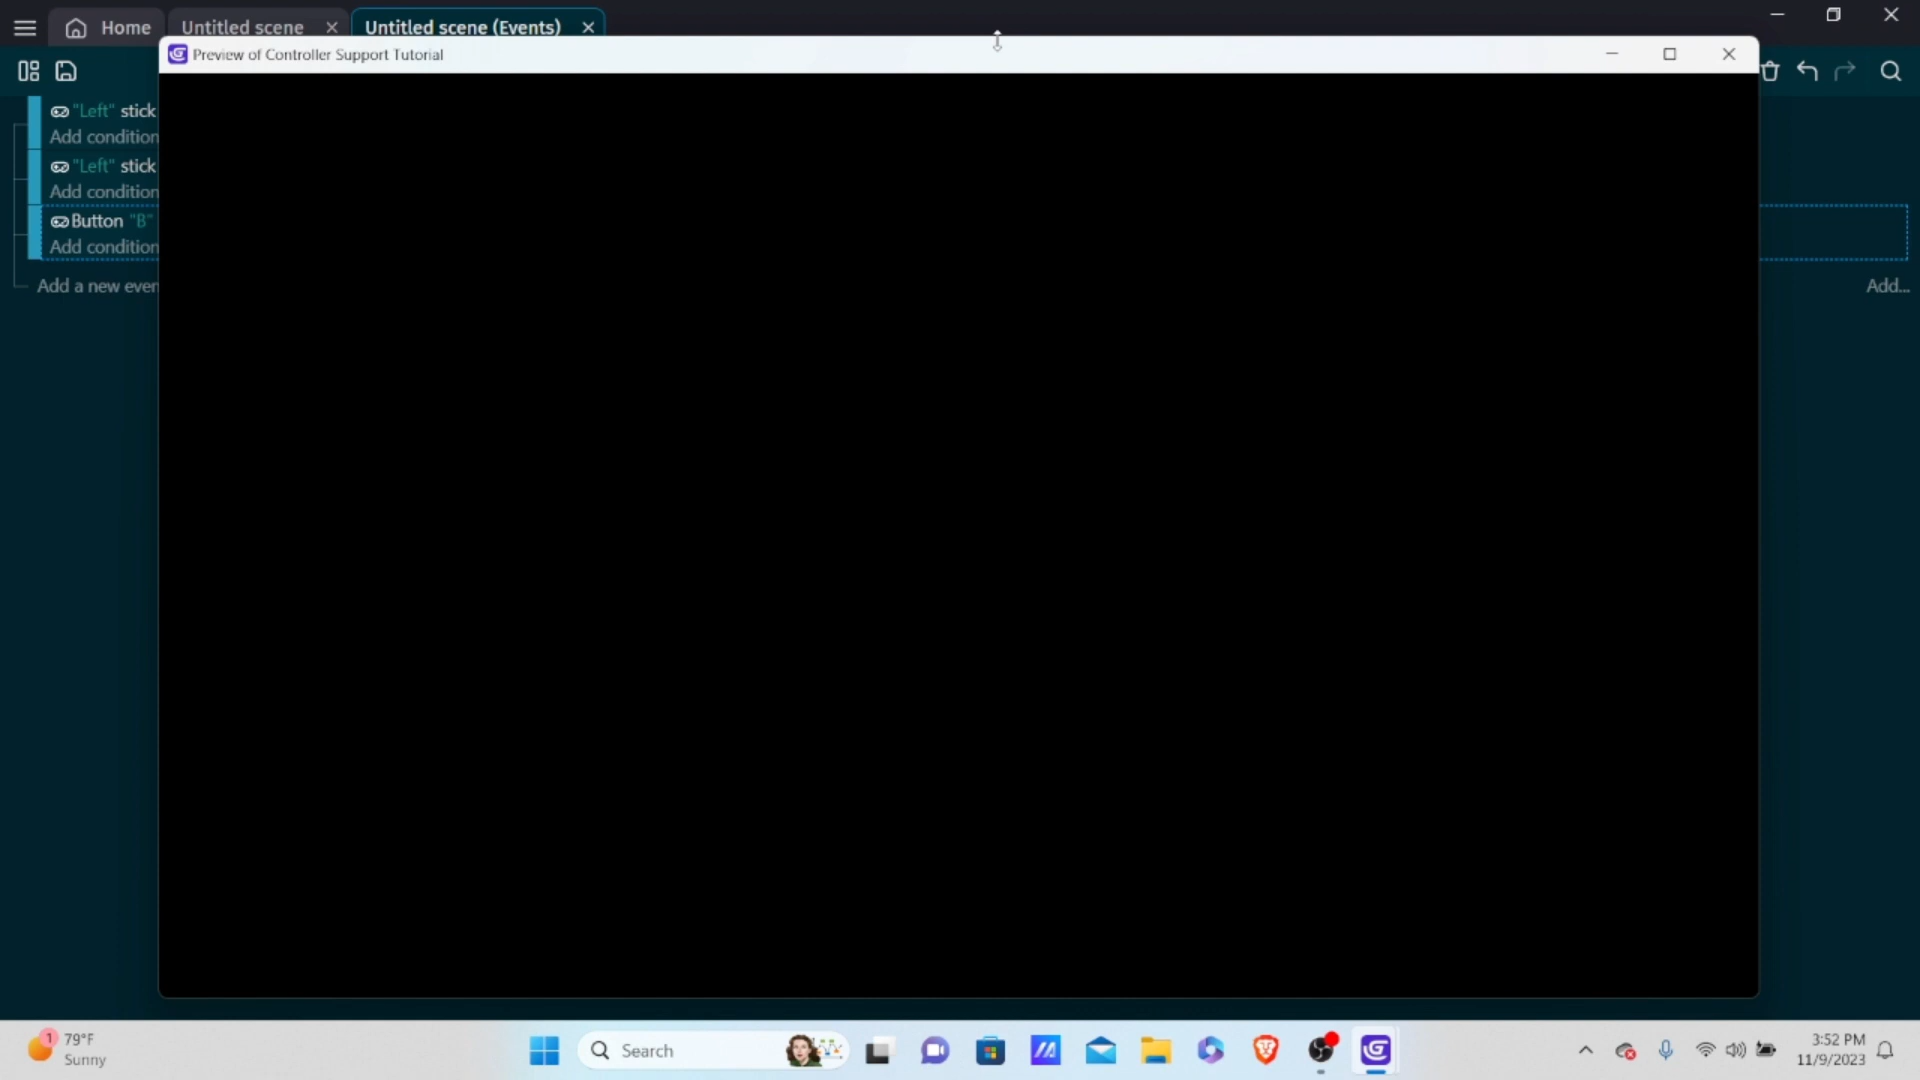 Home
Untitled scene
Untitled scene (Events)
Preview of Controller Support Tutorial
"Left" stick
Add condition
"Left" stick
Add condition
Button "B"
Add condition
Add a new even
Add...
1
79°F
Sunny
Search
3:52 PM
11/9/2023